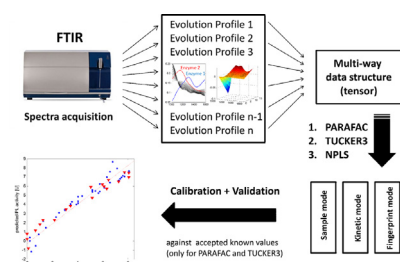 FTIR
Spectra acquisition
Evolution Profile 1
Evolution Profile 2
Evolution Profile 3
Enzyme 2
Enzyme 1
Evolution Profile n-1
Evolution Profile n
Multi-way
data structure
(tensor)
1. PARAFAC
2. TUCKER3
3. NPLS
Sample mode
Kinetic mode
Fingerprint mode
Calibration + Validation
against accepted known values
(only for PARAFAC and TUCKER3)